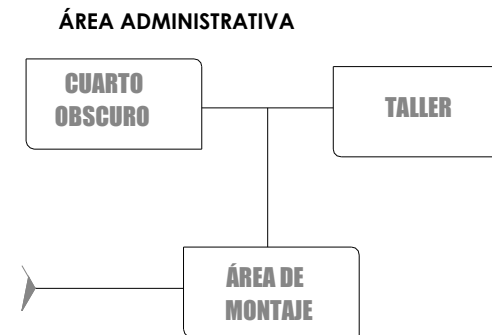 ÁREA ADMINISTRATIVA
CUARTO
OBSCURO
TALLER
ÁREA DE
MONTAJE